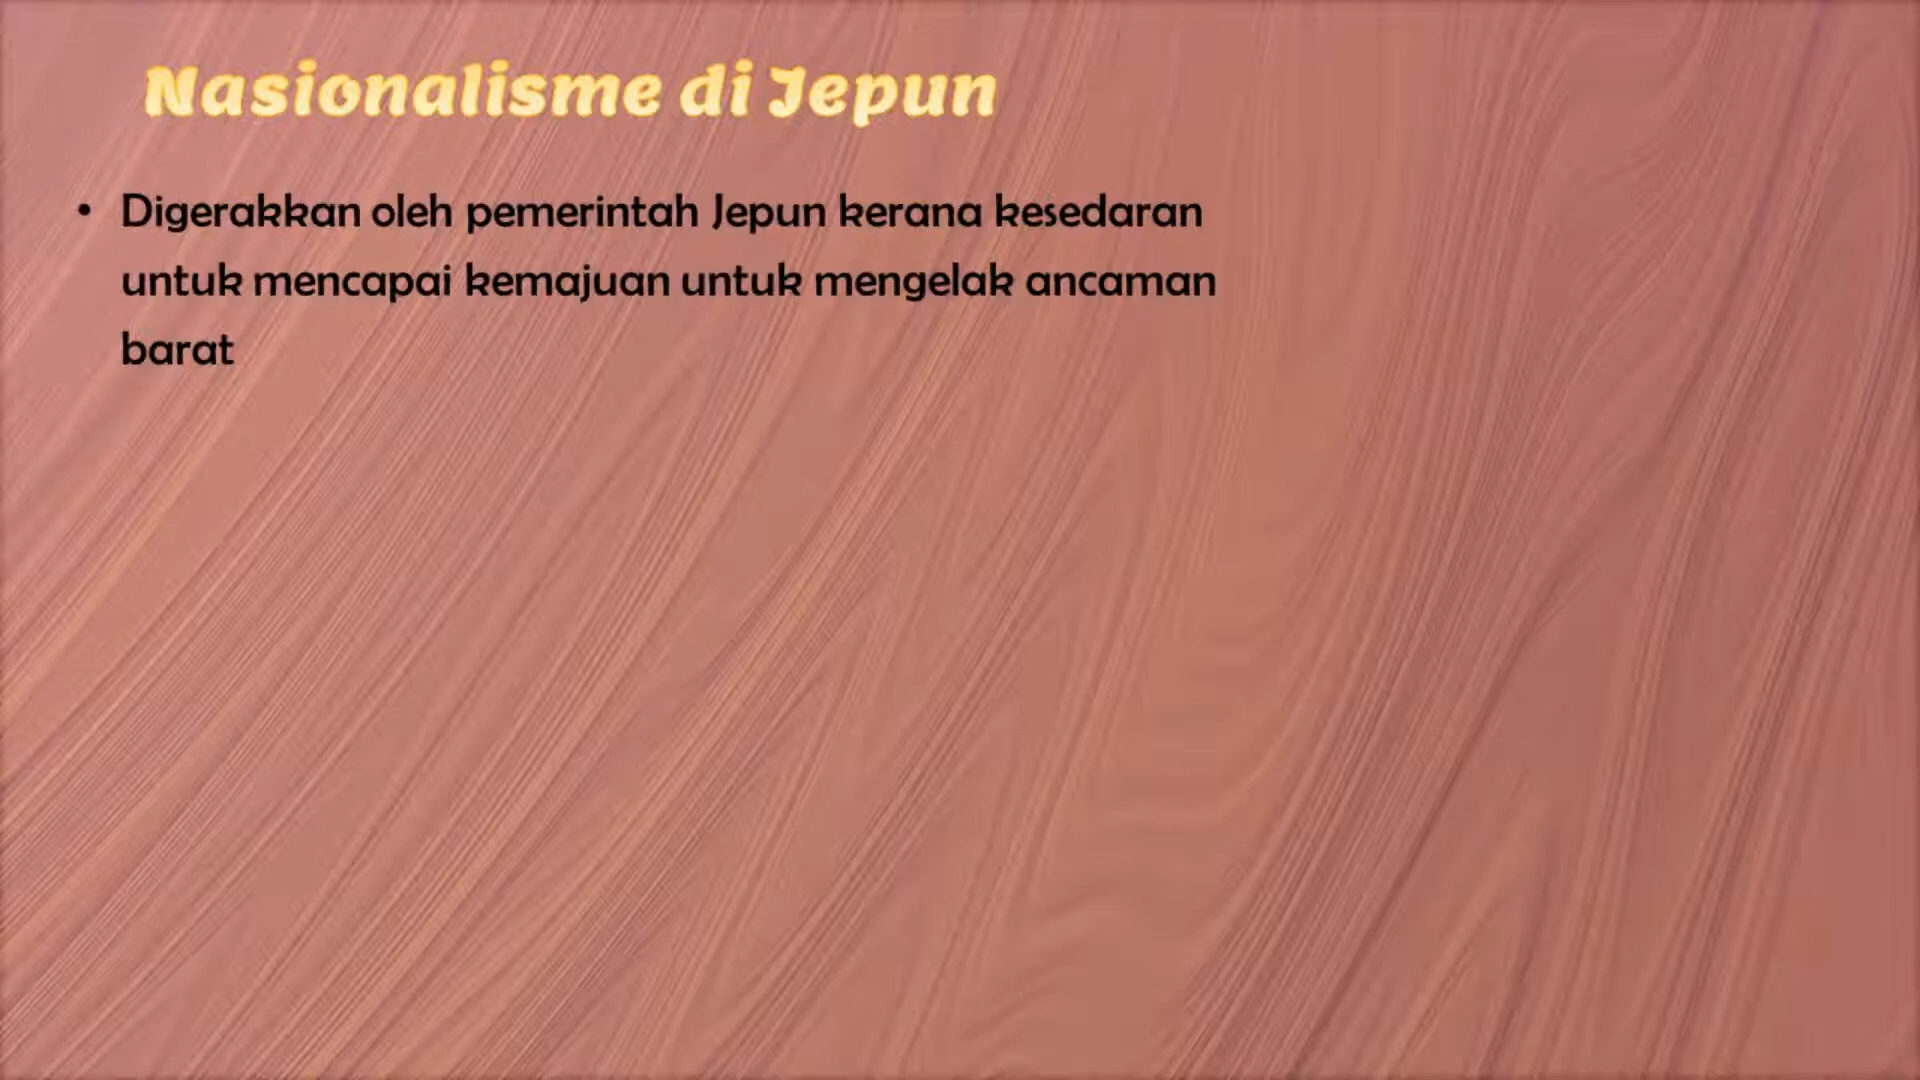 Nasionalisme di Jepun
• Digerakkan oleh pemerintah Jepun kerana kesedaran
untuk mencapai kemajuan untuk mengelak ancaman
barat